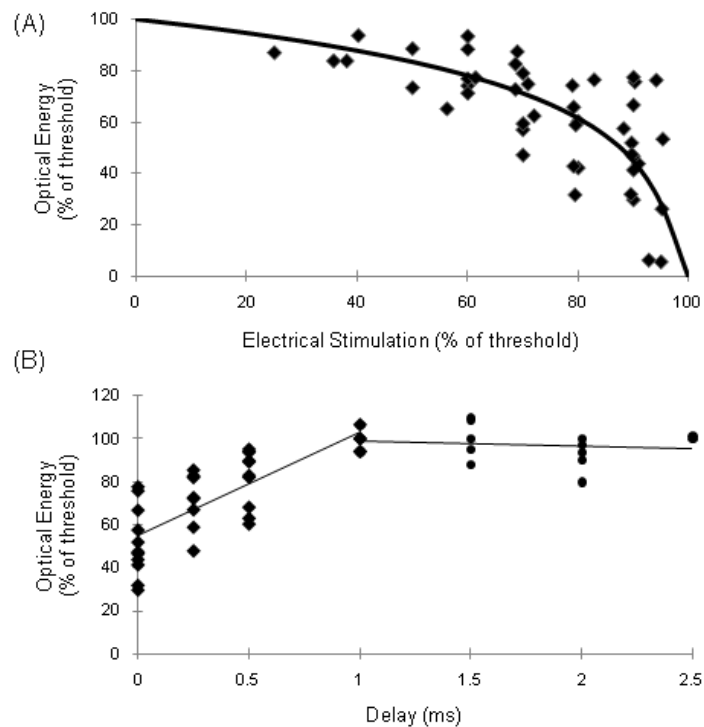 (A)
Optical Energy
(% of threshold)
100
80
60
40
20
0
0 20 40 60 80 100
Electrical Stimulation (% of threshold)
(B)
Optical Energy
(% of threshold)
120
100
80
60
40
20
0
0 0.5 1 1.5 2 2.5
Delay (ms)